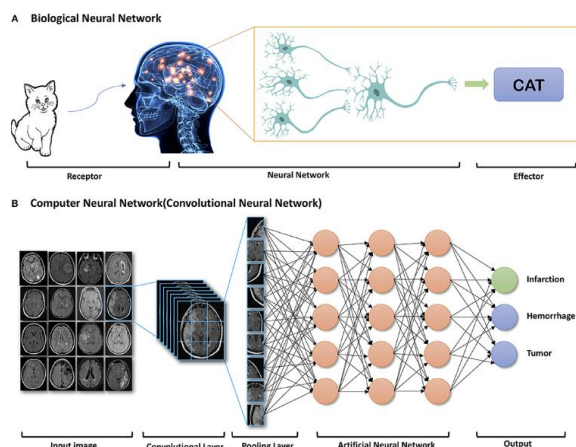 A Biological Neural Network
CAT
Receptor Neural Network Effector
B Computer Neural Network(Convolutional Neural Network)
Infarction
Hemorrhage
Tumor
Input image Convolutional Layer Pooling Layer Artificial Neural Network Output